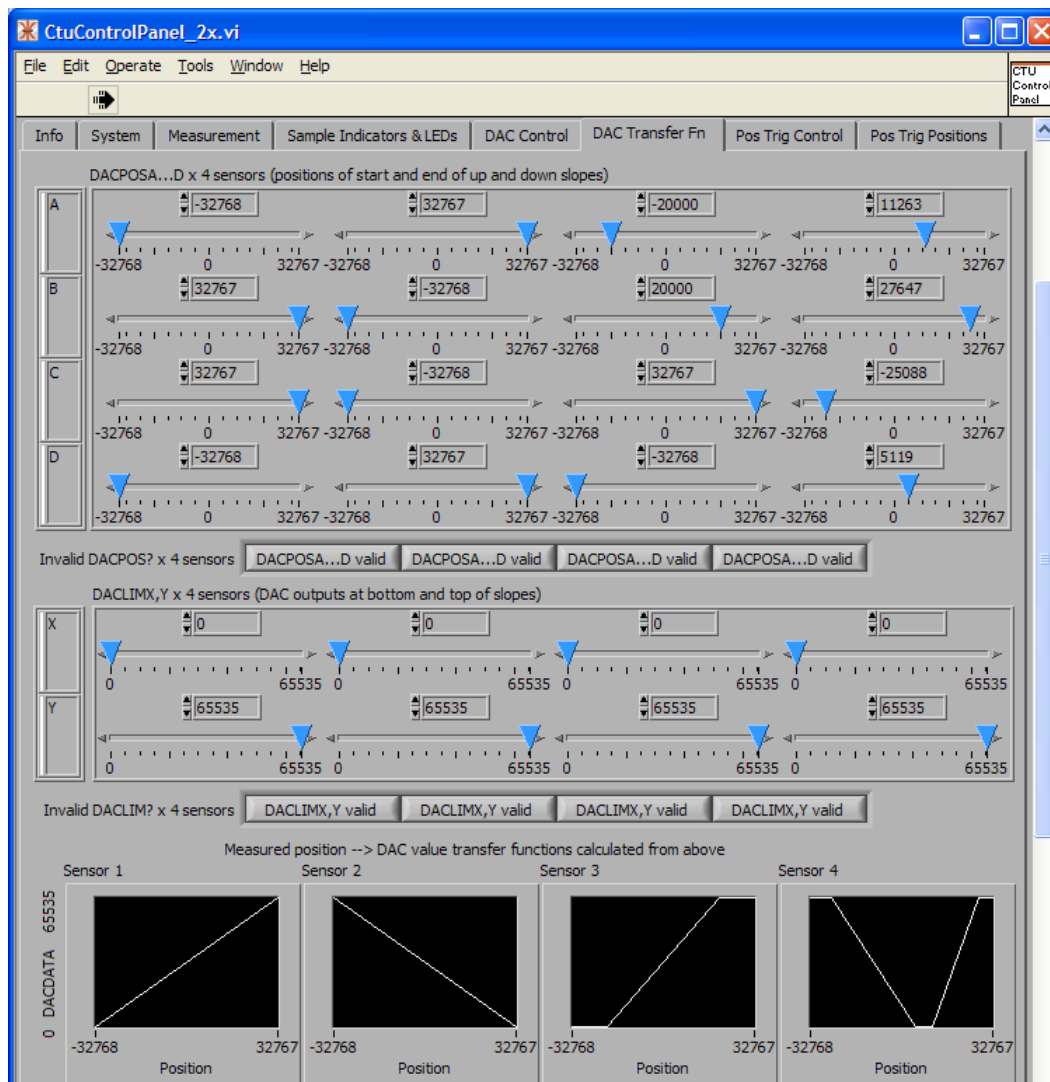 CtuControlPanel_2x.vi
File Edit Operate Tools Window Help
CTU
Control
Panel
Info System Measurement Sample Indicators & LEDs DAC Control DAC Transfer Fn Pos Trig Control Pos Trig Positions
DACPOSA...D x 4 sensors (positions of start and end of up and down slopes)
A -32768 32767 -20000 11263
-32768 0 32767 -32768 0 32767 -32768 0 32767 -32768 0 32767
B 32767 -32768 20000 27647
-32768 0 32767 -32768 0 32767 -32768 0 32767 -32768 0 32767
C 32767 -32768 32767 -25088
-32768 0 32767 -32768 0 32767 -32768 0 32767 -32768 0 32767
D -32768 32767 -32768 5119
-32768 0 32767 -32768 0 32767 -32768 0 32767 -32768 0 32767
Invalid DACPOS? x 4 sensors DACPOSA...D valid DACPOSA...D valid DACPOSA...D valid DACPOSA...D valid
DACLIMX,Y x 4 sensors (DAC outputs at bottom and top of slopes)
X 0 0 0 0
0 65535 0 65535 0 65535 0 65535
Y 65535 65535 65535 65535
0 65535 0 65535 0 65535 0 65535
Invalid DACLIM? x 4 sensors DACLIMX,Y valid DACLIMX,Y valid DACLIMX,Y valid DACLIMX,Y valid
Measured position --> DAC value transfer functions calculated from above
Sensor 1 Sensor 2 Sensor 3 Sensor 4
0 DACDATA 65535
-32768 32767 -32768 32767 -32768 32767 -32768 32767
Position Position Position Position